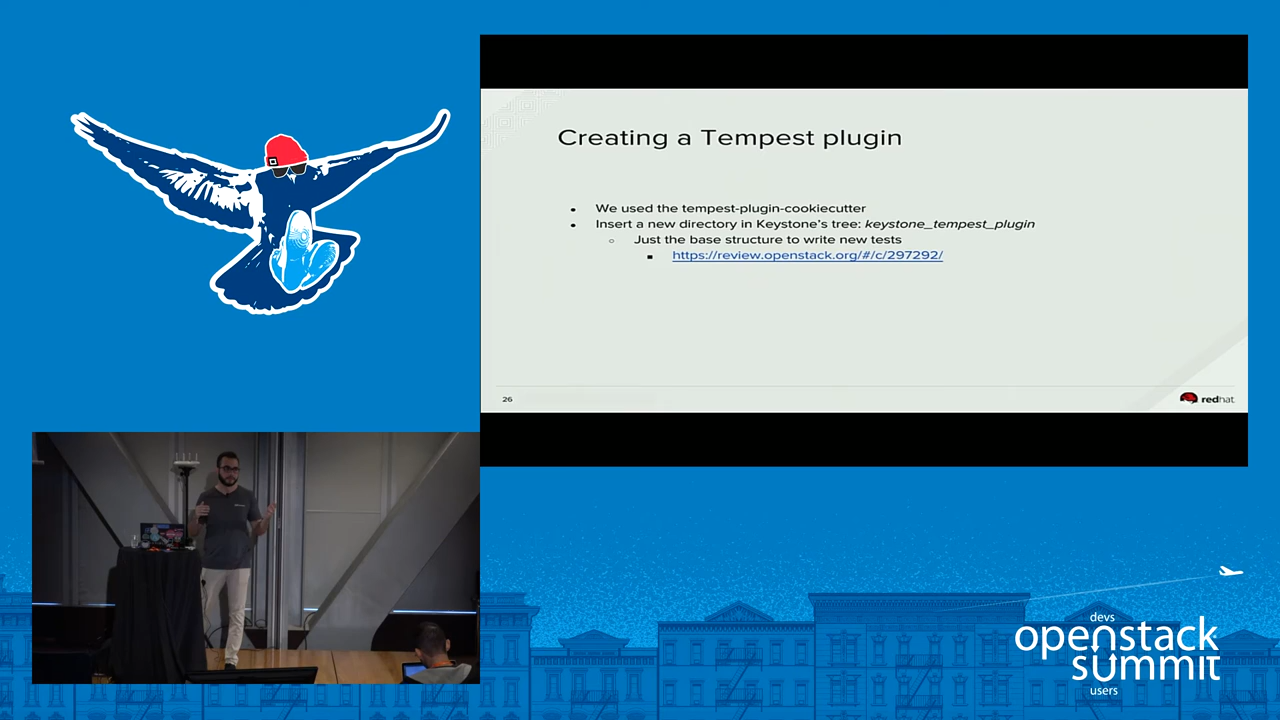 Creating a Tempest plugin
• We used the tempest-plugin-cookiecutter
• Insert a new directory in Keystone's tree: keystone_tempest_plugin
○ Just the base structure to write new tests
■ https://review.openstack.org/#/c/297292/
26
redhat.
devs
openstack
summit
users